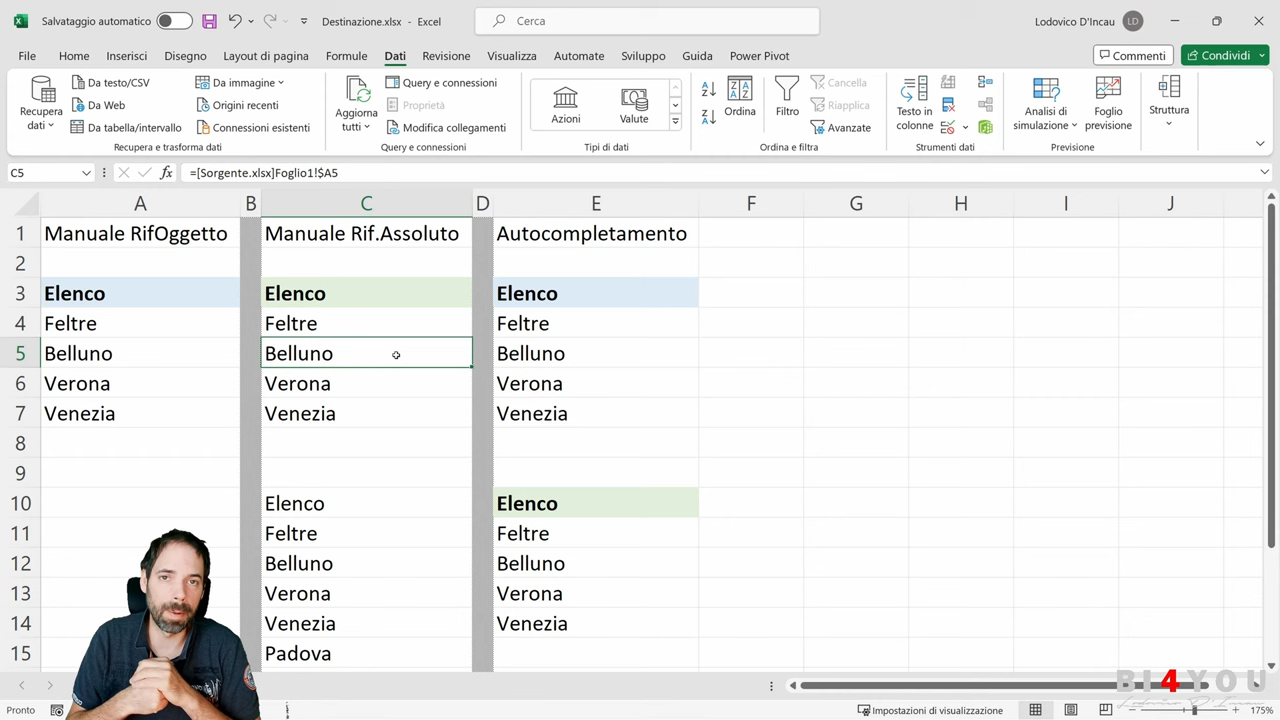 Salvataggio automatico
Destinazione.xlsx - Excel
Cerca
Lodovico D'Incau
LD
File
Home
Inserisci
Disegno
Layout di pagina
Formule
Dati
Revisione
Visualizza
Automate
Sviluppo
Guida
Power Pivot
Commenti
Condividi
Recupera
dati
Da testo/CSV
Da Web
Da tabella/intervallo
Da immagine
Origini recenti
Connessioni esistenti
Recupera e trasforma dati
Aggiorna
tutti
Query e connessioni
Proprietà
Modifica collegamenti
Query e connessioni
Azioni
Valute
Tipi di dati
Ordina
Filtro
Cancella
Riapplica
Avanzate
Ordina e filtra
Testo in
colonne
Strumenti dati
Analisi di
simulazione
Foglio
previsione
Previsione
Struttura
C5
fx
=[Sorgente.xlsx]Foglio1!$A5
A B C D E F G H I J
1 Manuale RifOggetto Manuale Rif.Assoluto Autocompletamento
2
3 Elenco Elenco Elenco
4 Feltre Feltre Feltre
5 Belluno Belluno Belluno
6 Verona Verona Verona
7 Venezia Venezia Venezia
8
9
10 Elenco Elenco
11 Feltre Feltre
12 Belluno Belluno
13 Verona Verona
14 Venezia Venezia
15 Padova
BI4YOU
Lodovico D'Incau
Pronto
Impostazioni di visualizzazione
175%